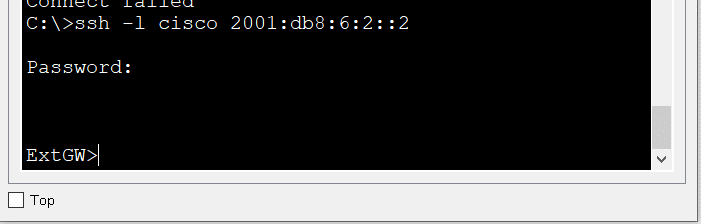 Connect failed
C:\>ssh -l cisco 2001:db8:6:2::2
Password:
ExtGW>
Top